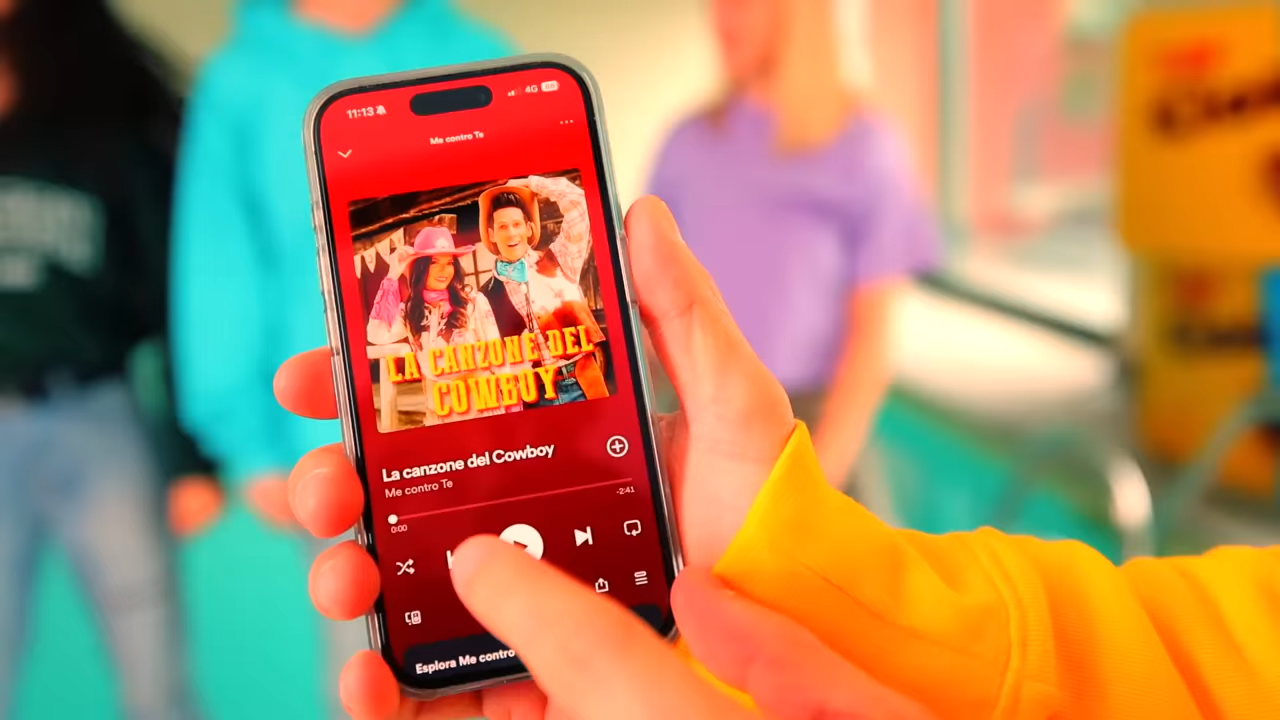 11:13
4G
Me contro Te
LA CANZONE DEL
COWBOY
La canzone del Cowboy
Me contro Te
0:00
-2:41
Esplora Me contro